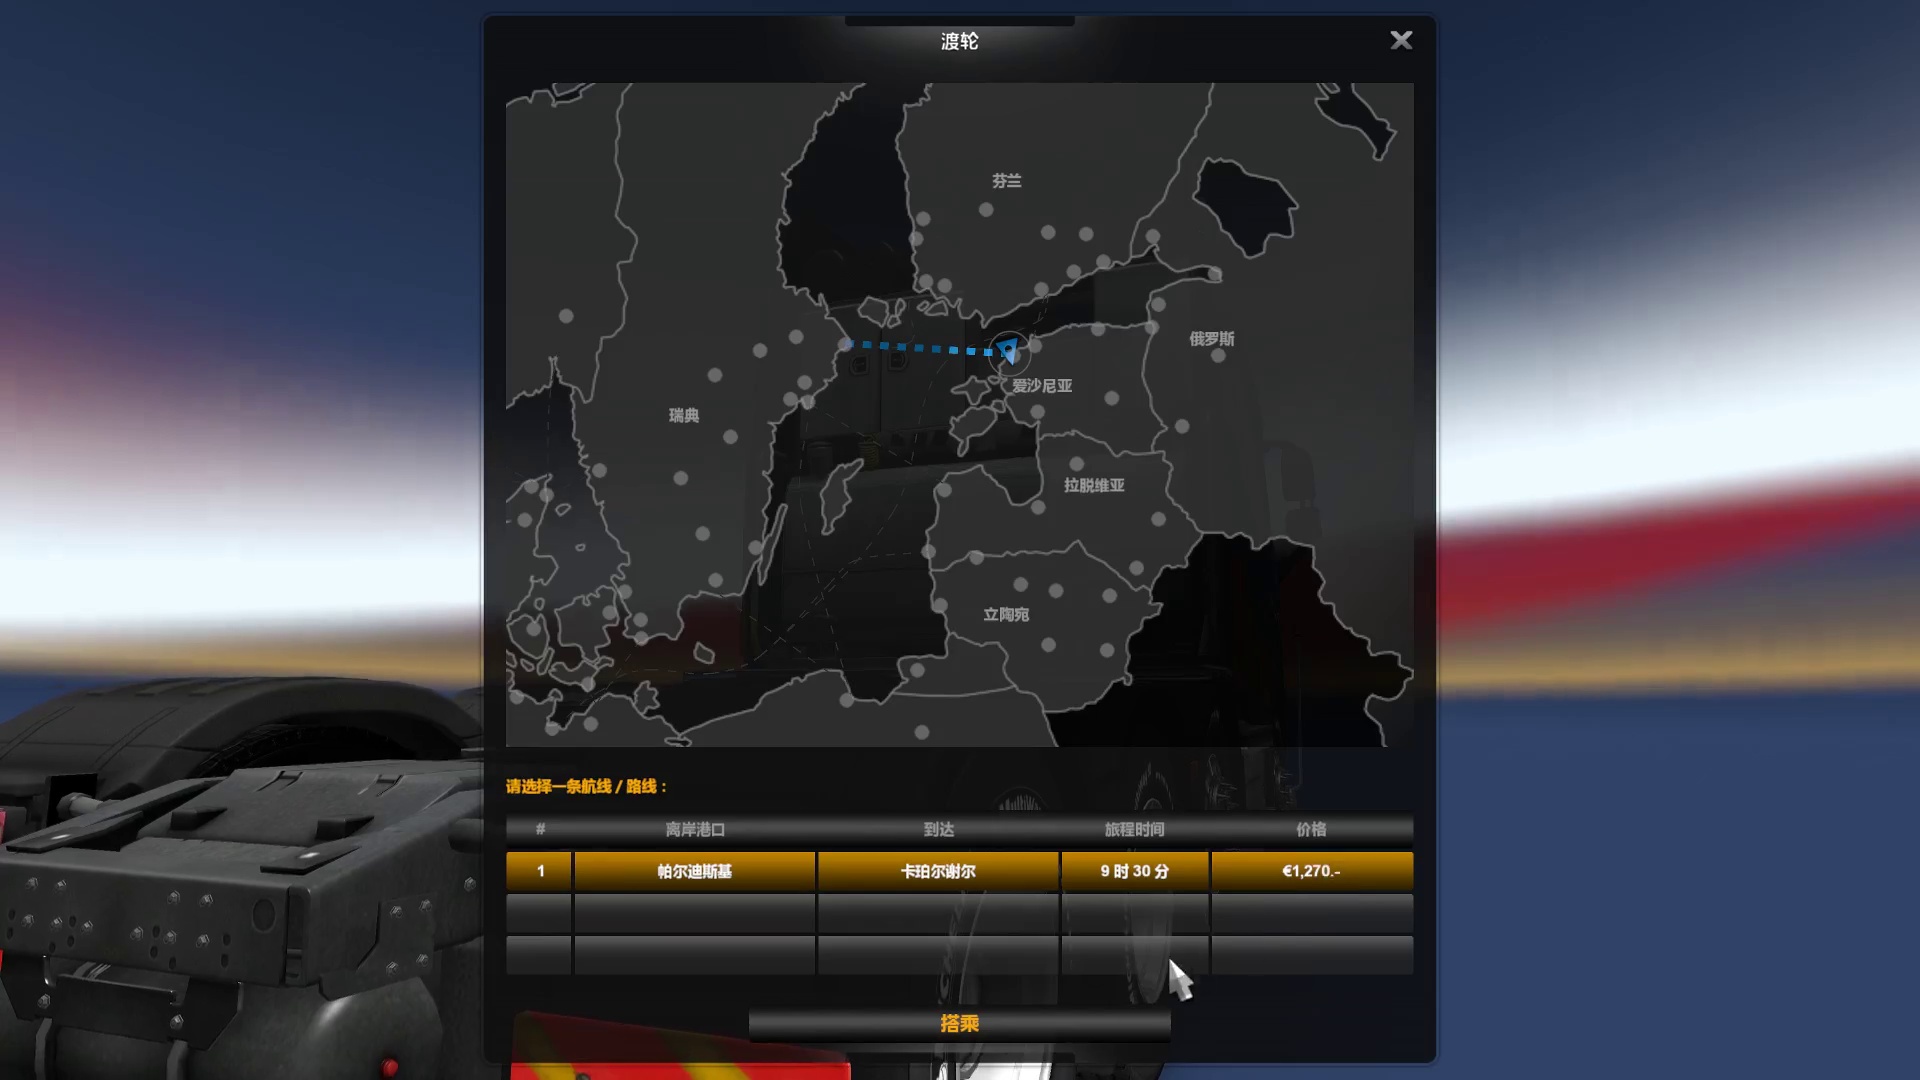 渡轮
芬兰
俄罗斯
爱沙尼亚
瑞典
拉脱维亚
立陶宛
请选择一条航线 / 路线：
# 离岸港口 到达 旅程时间 价格
1 帕尔迪斯基 卡珀尔谢尔 9 时 30 分 €1,270.-
搭乘